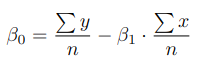 β₀ = ∑y/n − β₁ · ∑x/n